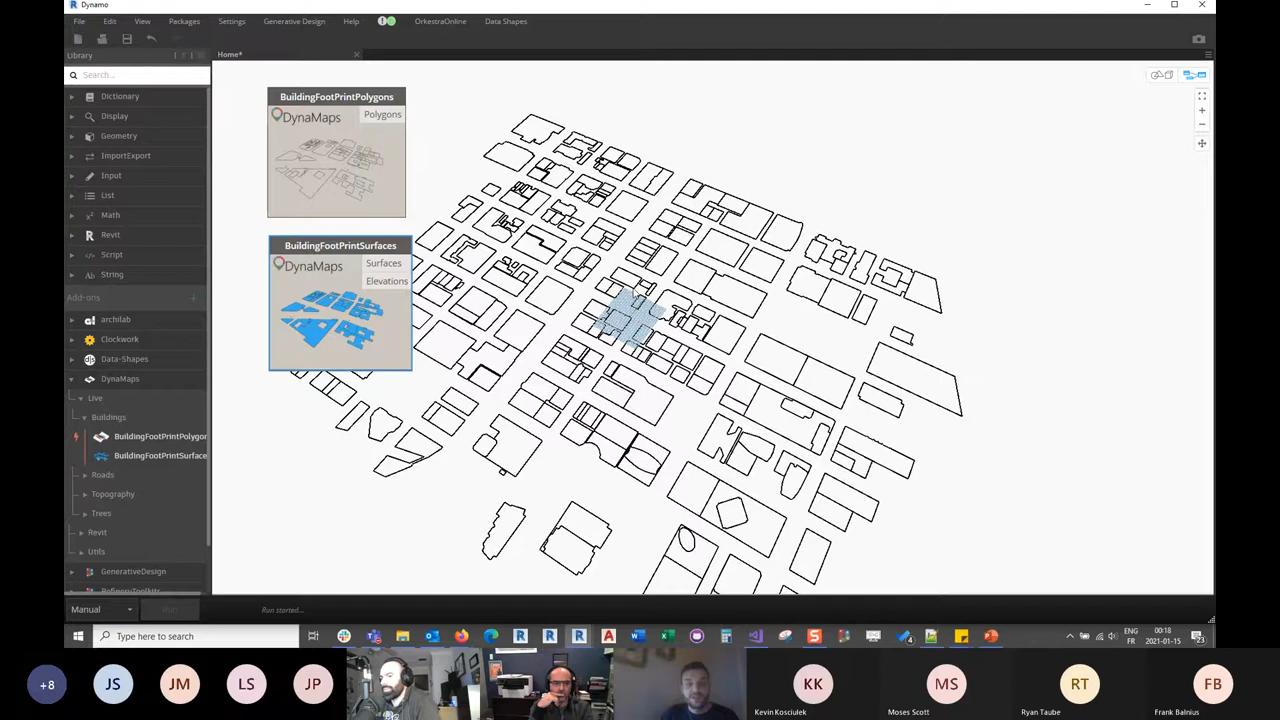 Dynamo
File Edit View Packages Settings Generative Design Help OrkestraOnline Data Shapes
Library
Home*
Search...
Dictionary
Display
Geometry
ImportExport
Input
List
Math
Revit
Script
String
Add-ons
archilab
Clockwork
Data-Shapes
DynaMaps
Live
Buildings
BuildingFootPrintPolygon
BuildingFootPrintSurface
Roads
Topography
Trees
Revit
Utils
GenerativeDesign
RefineryToolkits
BuildingFootPrintPolygons
DynaMaps
Polygons
BuildingFootPrintSurfaces
DynaMaps
Surfaces
Elevations
Manual
Run
Run started...
Type here to search
ENG
FR
00:18
2021-01-15
23
+8
JS
JM
LS
JP
KK
Kevin Kosciulek
MS
Moses Scott
RT
Ryan Taube
FB
Frank Balnius